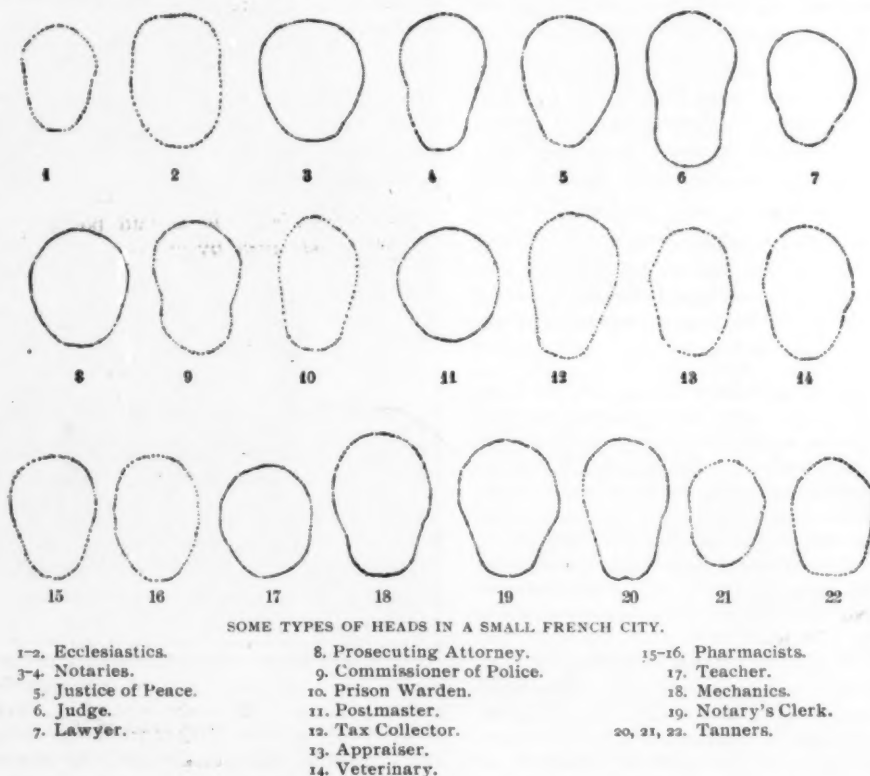 1 2 3 4 5 6 7
8 9 10 11 12 13 14
15 16 17 18 19 20 21 22
SOME TYPES OF HEADS IN A SMALL FRENCH CITY.
1-2. Ecclesiastics.
3-4. Notaries.
5. Justice of Peace.
6. Judge.
7. Lawyer.
8. Prosecuting Attorney.
9. Commissioner of Police.
10. Prison Warden.
11. Postmaster.
12. Tax Collector.
13. Appraiser.
14. Veterinary.
15-16. Pharmacists.
17. Teacher.
18. Mechanics.
19. Notary's Clerk.
20, 21, 22. Tanners.